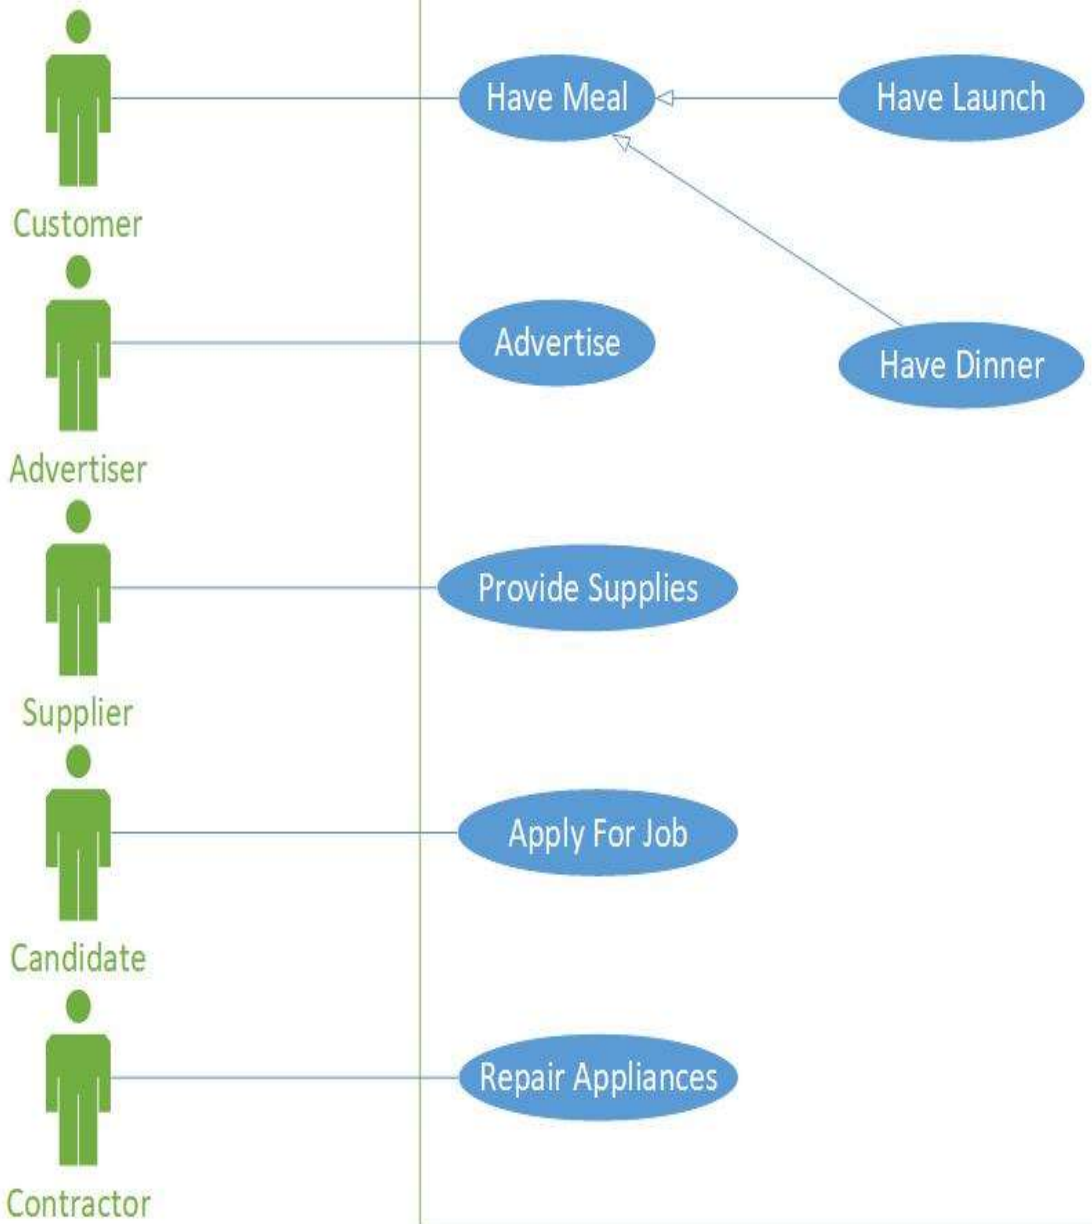 Have Meal
Have Launch
Customer
Advertise
Have Dinner
Advertiser
Provide Supplies
Supplier
Apply For Job
Candidate
Repair Appliances
Contractor